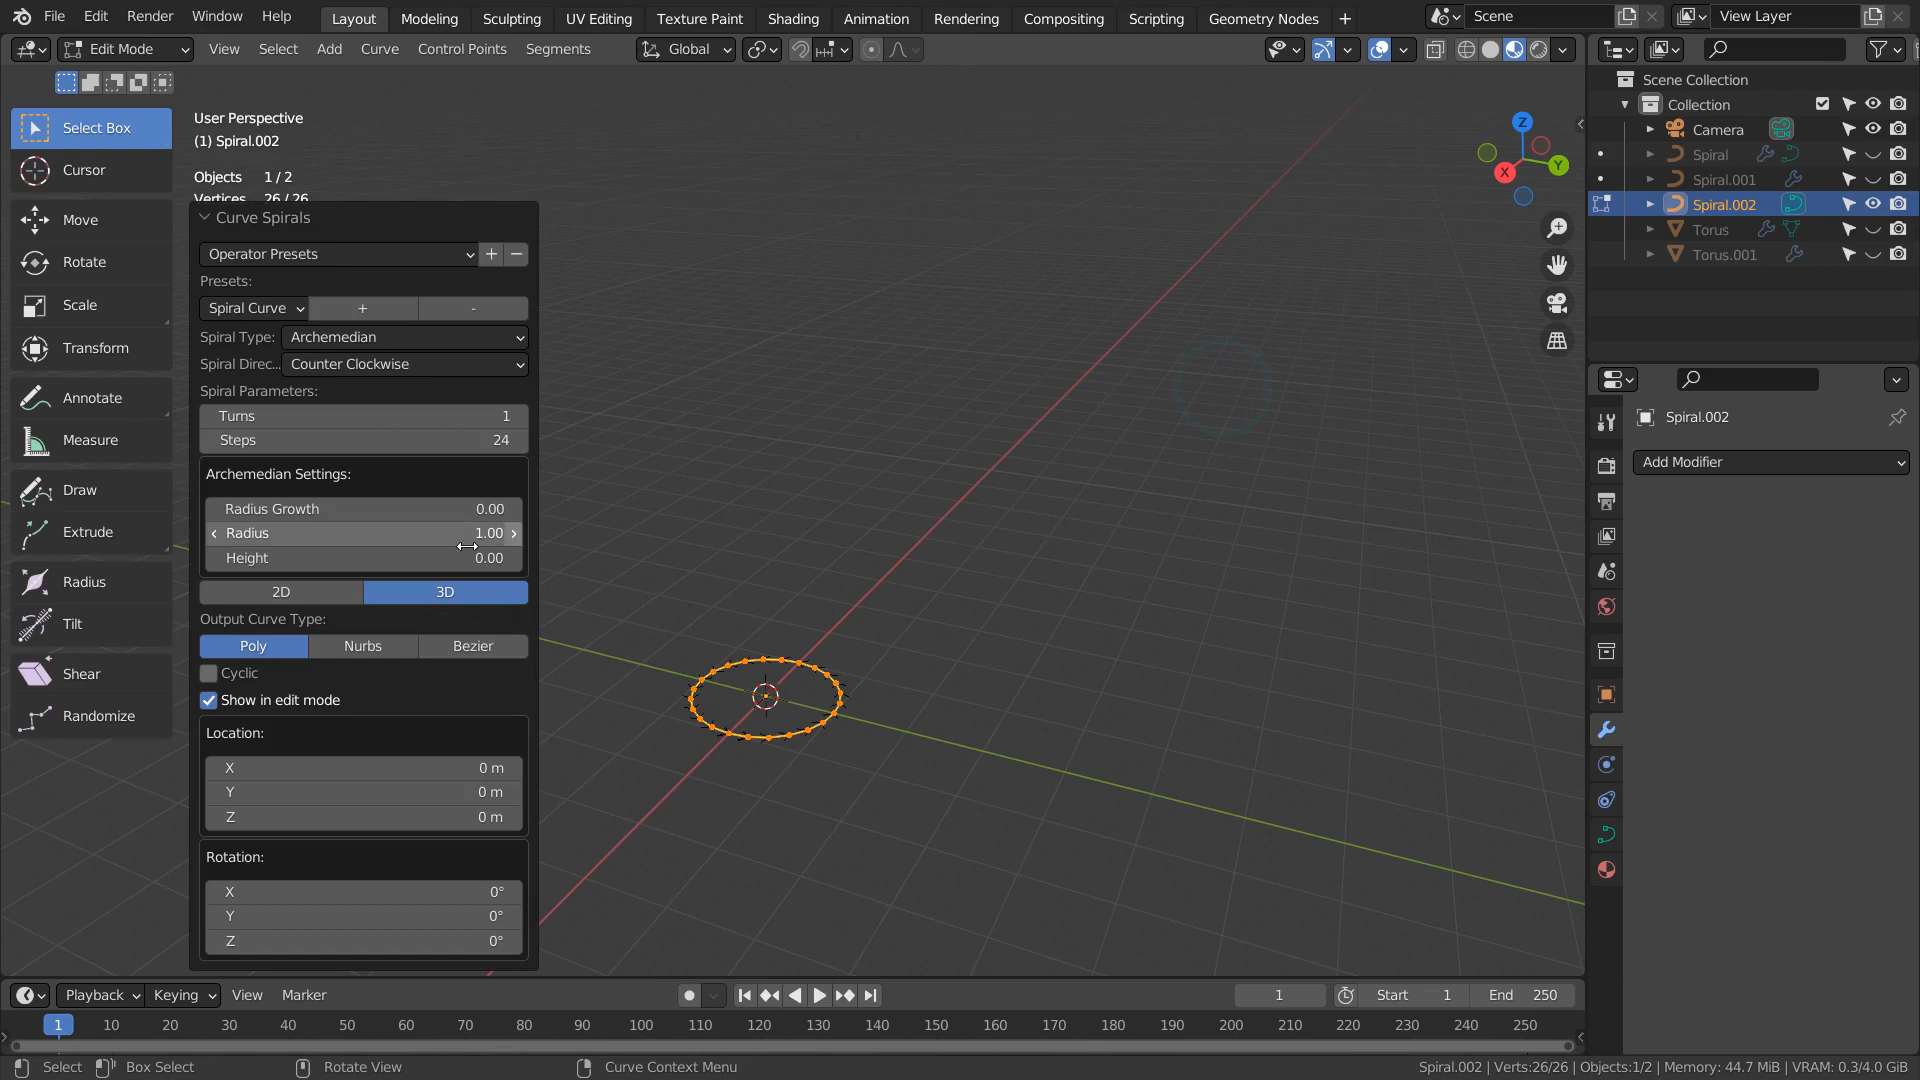 File Edit Render Window Help Layout Modeling Sculpting UV Editing Texture Paint Shading Animation Rendering Compositing Scripting Geometry Nodes + Scene View Layer
Edit Mode View Select Add Curve Control Points Segments Global
Select Box
Cursor
Move
Rotate
Scale
Transform
Annotate
Measure
Draw
Extrude
Radius
Tilt
Shear
Randomize
User Perspective
(1) Spiral.002
Objects 1 / 2
Vertices 26 / 26
Curve Spirals
Operator Presets + −
Presets:
Spiral Curve + -
Spiral Type: Archemedian
Spiral Direc... Counter Clockwise
Spiral Parameters:
Turns 1
Steps 24
Archemedian Settings:
Radius Growth 0.00
Radius 1.00
Height 0.00
2D 3D
Output Curve Type:
Poly Nurbs Bezier
Cyclic
Show in edit mode
Location:
X 0 m
Y 0 m
Z 0 m
Rotation:
X 0°
Y 0°
Z 0°
Z
Y
X
Scene Collection
Collection
Camera
Spiral
Spiral.001
Spiral.002
Torus
Torus.001
Spiral.002
Add Modifier
Playback Keying View Marker 1 Start 1 End 250
1 10 20 30 40 50 60 70 80 90 100 110 120 130 140 150 160 170 180 190 200 210 220 230 240 250
Select Box Select Rotate View Curve Context Menu Spiral.002 | Verts:26/26 | Objects:1/2 | Memory: 44.7 MiB | VRAM: 0.3/4.0 GiB